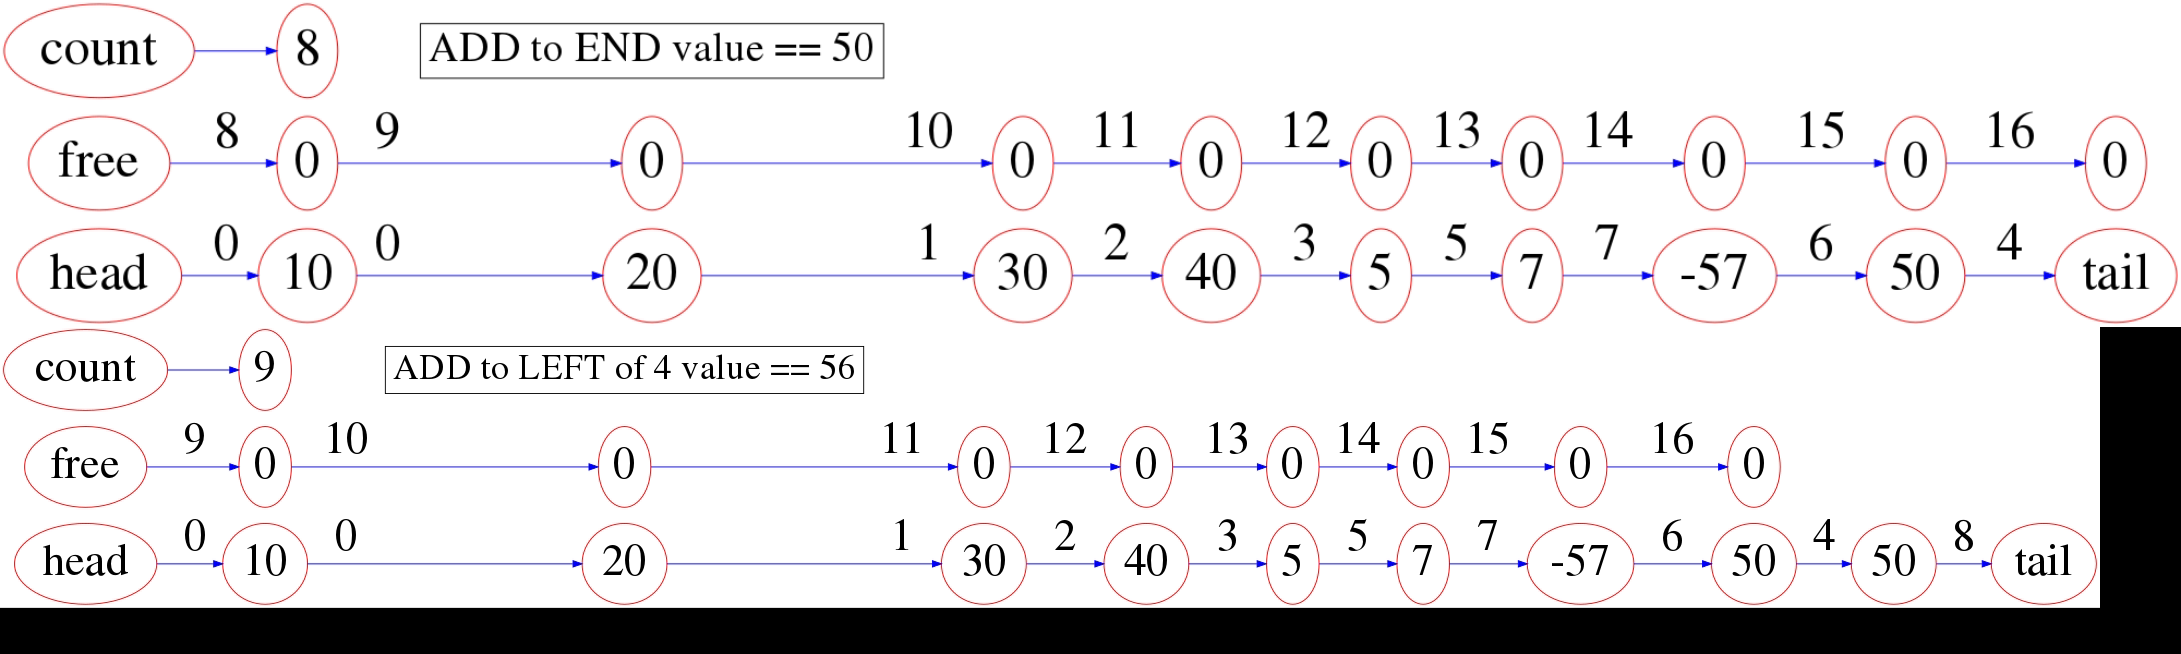 count 8 ADD to END value == 50
8 9 10 11 12 13 14 15 16
free 0 0 0 0 0 0 0 0 0
0 0 1 2 3 5 7 6 4
head 10 20 30 40 5 7 -57 50 tail
count 9 ADD to LEFT of 4 value == 56
9 10 11 12 13 14 15 16
free 0 0 0 0 0 0 0 0
0 0 1 2 3 5 7 6 4 8
head 10 20 30 40 5 7 -57 50 50 tail